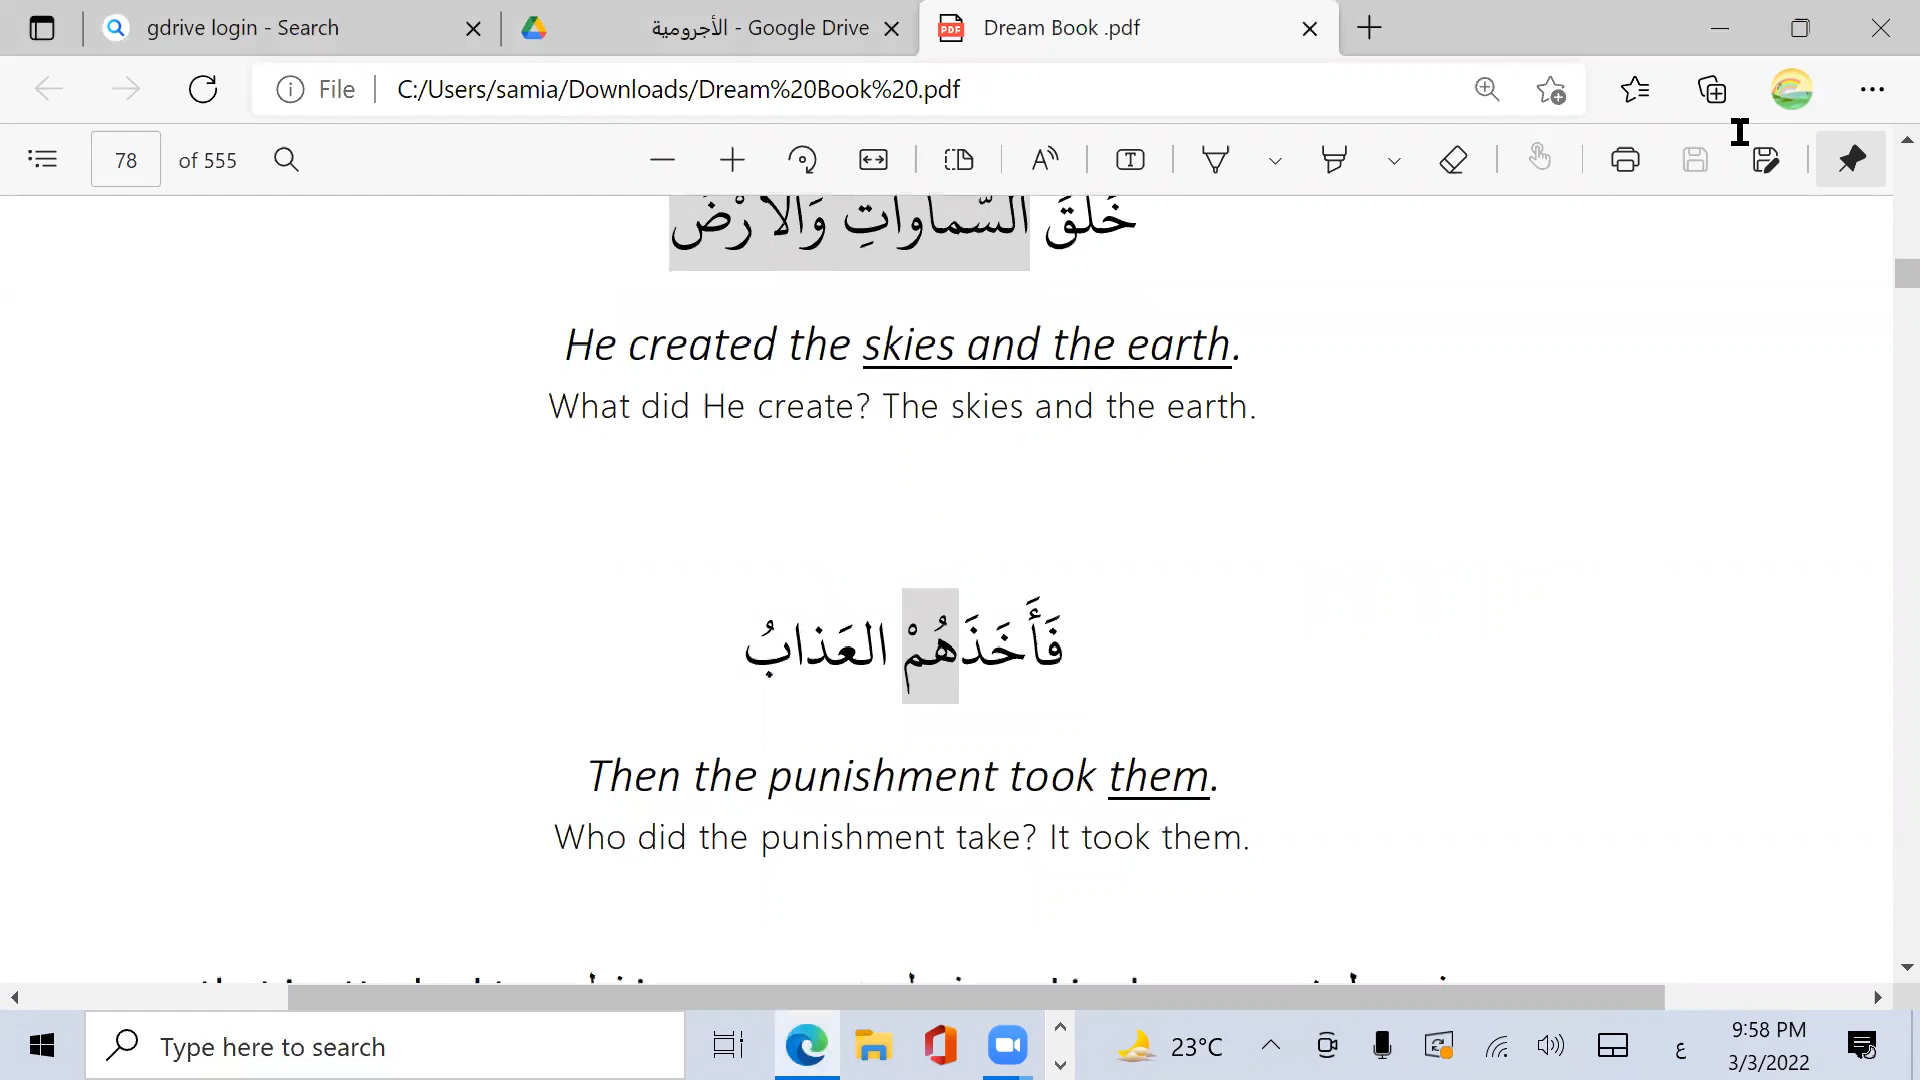 gdrive login - Search
الأجرومية - Google Drive
Dream Book .pdf
File
C:/Users/samia/Downloads/Dream%20Book%20.pdf
78 of 555
خَلَقَ السَّماواتِ وَالأَرْضَ
He created the skies and the earth.
What did He create? The skies and the earth.
فَأَخَذَهُمْ العَذابُ
Then the punishment took them.
Who did the punishment take? It took them.
Type here to search
23°C
ع
9:58 PM
3/3/2022